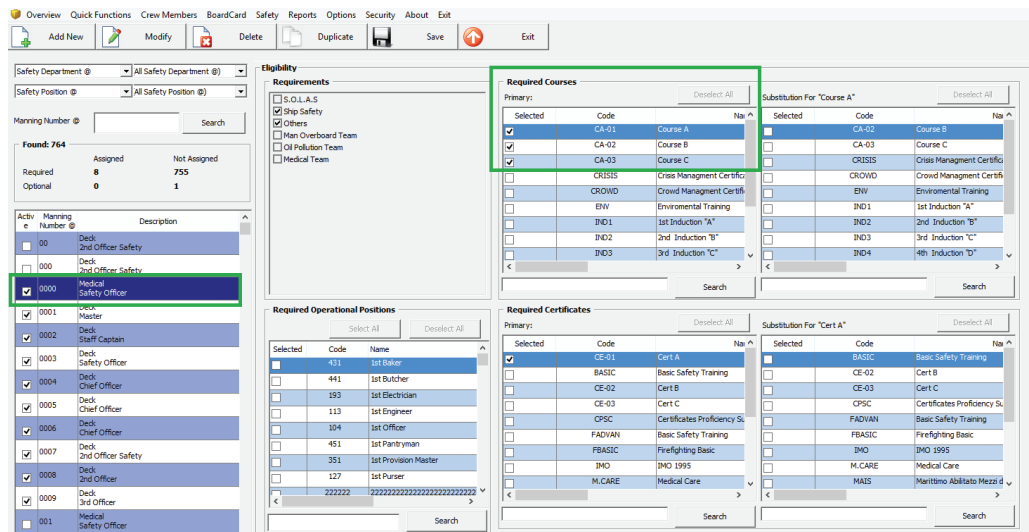 Overview Quick Functions Crew Members BoardCard Safety Reports Options Security About Exit
Add New Modify Delete Duplicate Save Exit
Safety Department @ All Safety Department @)
Safety Position @ All Safety Position @)
Manning Number @ Search
Found: 764
Assigned Not Assigned
Required 8 755
Optional 0 1
Activ e Manning Number @ Description
00 Deck
2nd Officer Safety
000 Deck
2nd Officer Safety
0000 Medical
Safety Officer
0001 Deck
Master
0002 Deck
Staff Captain
0003 Deck
Safety Officer
0004 Deck
Chief Officer
0005 Deck
Chief Officer
0006 Deck
Chief Officer
0007 Deck
2nd Officer Safety
0008 Deck
2nd Officer
0009 Deck
3rd Officer
001 Medical
Safety Officer
Eligibility
Requirements
S.O.L.A.S
Ship Safety
Others
Man Overboard Team
Oil Pollution Team
Medical Team
Required Operational Positions
Select All Deselect All
Selected Code Name
431 1st Baker
441 1st Butcher
193 1st Electrician
113 1st Engineer
104 1st Officer
451 1st Pantryman
351 1st Provision Master
127 1st Purser
Search
Required Courses
Primary: Deselect All
Selected Code Nar
CA-01 Course A
CA-02 Course B
CA-03 Course C
CRISIS Crisis Managment Certifica
CROWD Crowd Managment Certifi
ENV Enviromental Training
IND1 1st Induction "A"
IND2 2nd Induction "B"
IND3 3rd Induction "C"
Search
Substitution For "Course A" Deselect All
Selected Code Nar
CA-02 Course B
CA-03 Course C
CRISIS Crisis Managment Certifica
CROWD Crowd Managment Certifi
ENV Enviromental Training
IND1 1st Induction "A"
IND2 2nd Induction "B"
IND3 3rd Induction "C"
IND4 4th Induction "D"
Search
Required Certificates
Primary: Deselect All
Selected Code Nar
CE-01 Cert A
BASIC Basic Safety Training
CE-02 Cert B
CE-03 Cert C
CPSC Certificates Proficiency Su
FADVAN Basic Safety Training
FBASIC Firefighting Basic
IMO IMO 1995
M.CARE Medical Care
Search
Substitution For "Cert A" Deselect All
Selected Code Nar
BASIC Basic Safety Training
CE-02 Cert B
CE-03 Cert C
CPSC Certificates Proficiency Su
FADVAN Basic Safety Training
FBASIC Firefighting Basic
IMO IMO 1995
M.CARE Medical Care
MAIS Marittimo Abilitato Mezzi d
Search